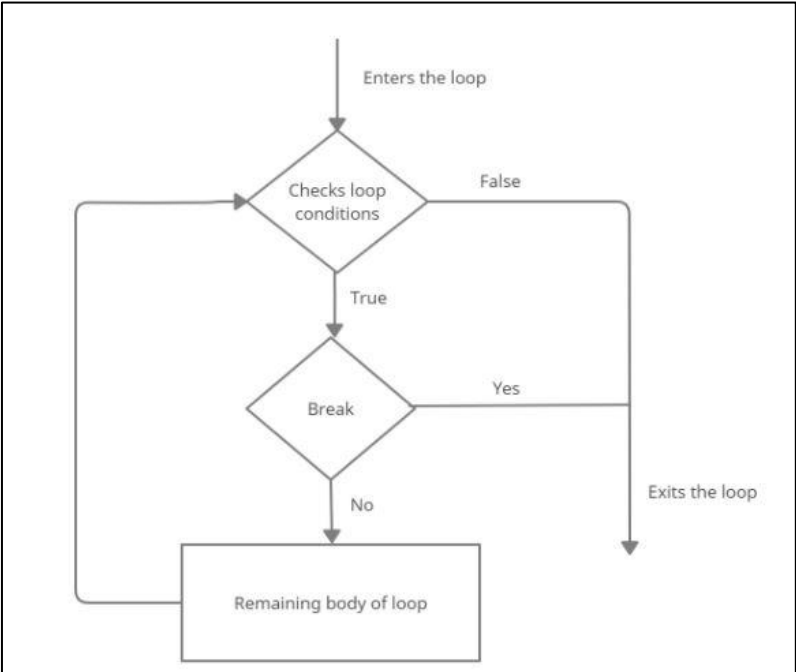 Enters the loop
Checks loop
conditions
False
True
Break
Yes
No
Exits the loop
Remaining body of loop